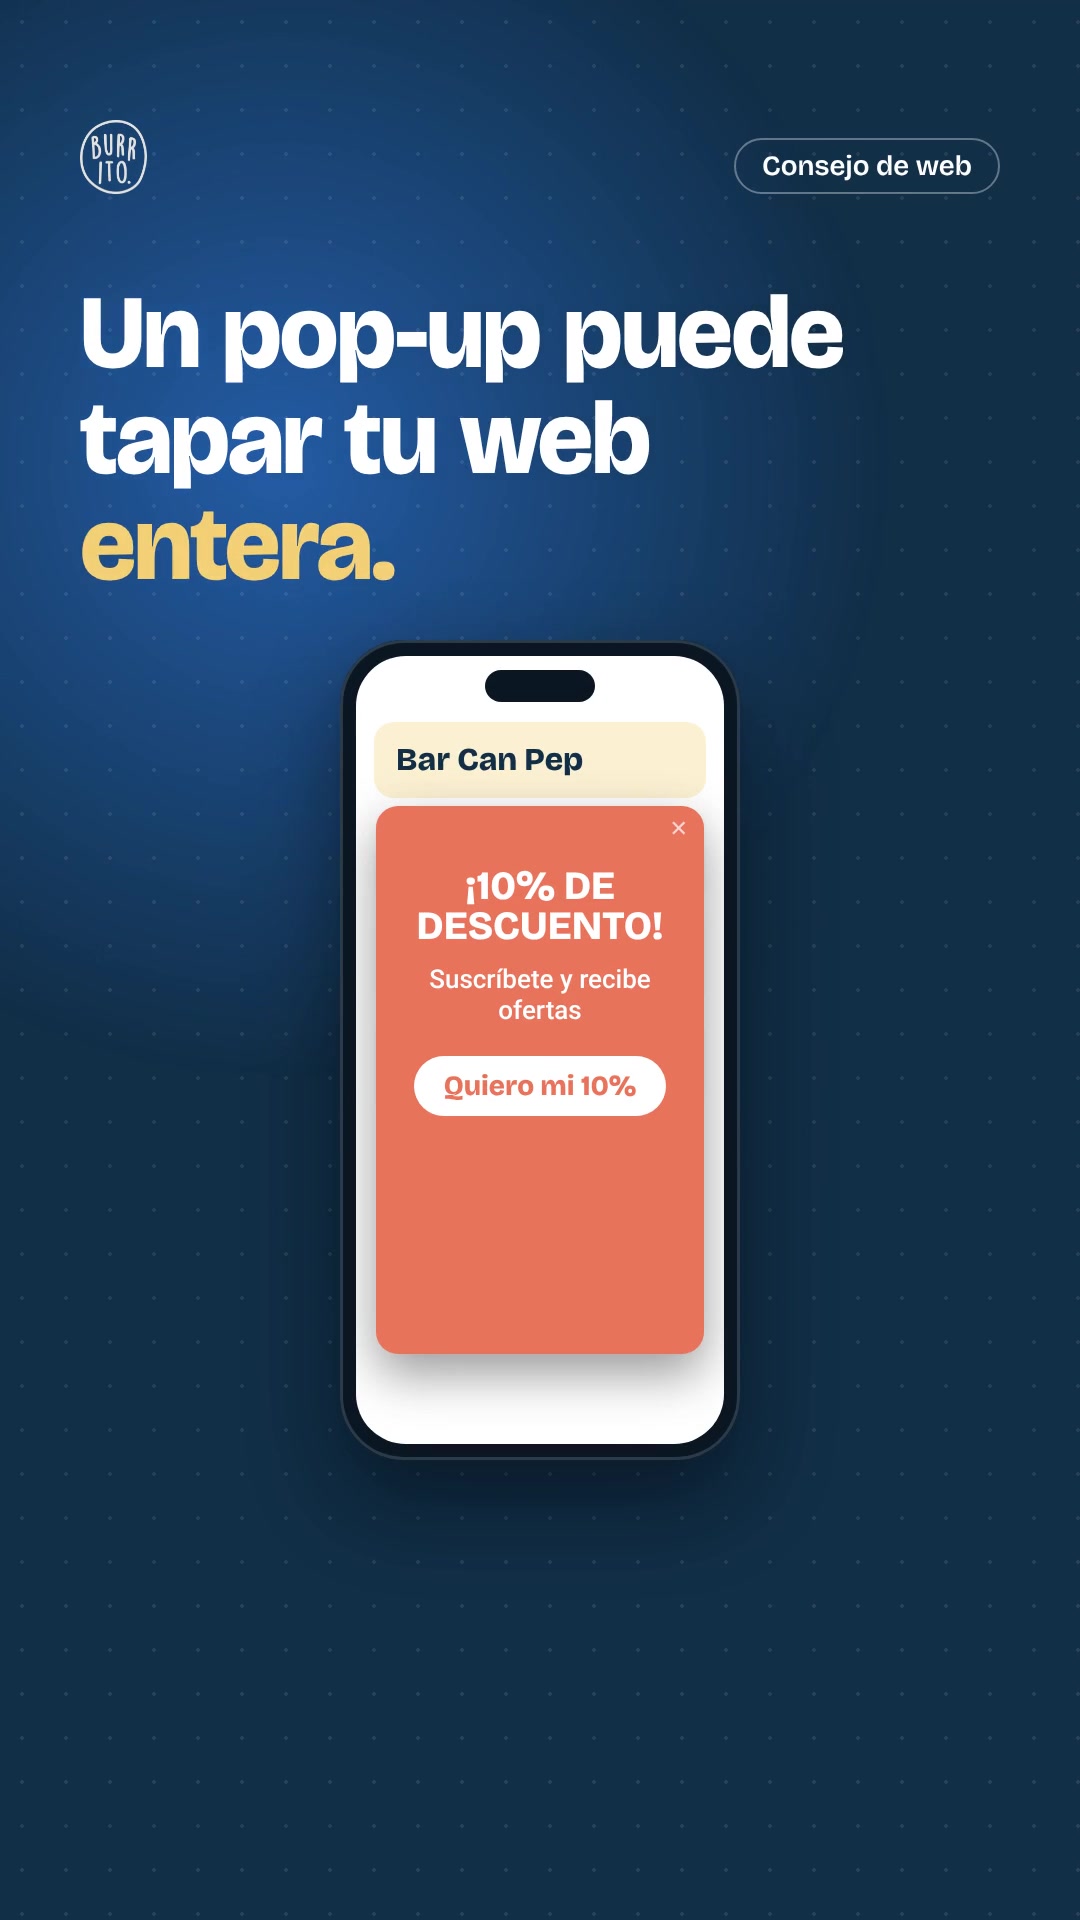 BURR
ITO.
Consejo de web
Un pop-up puede
tapar tu web
entera.
Bar Can Pep
×
¡10% DE
DESCUENTO!
Suscríbete y recibe
ofertas
Quiero mi 10%